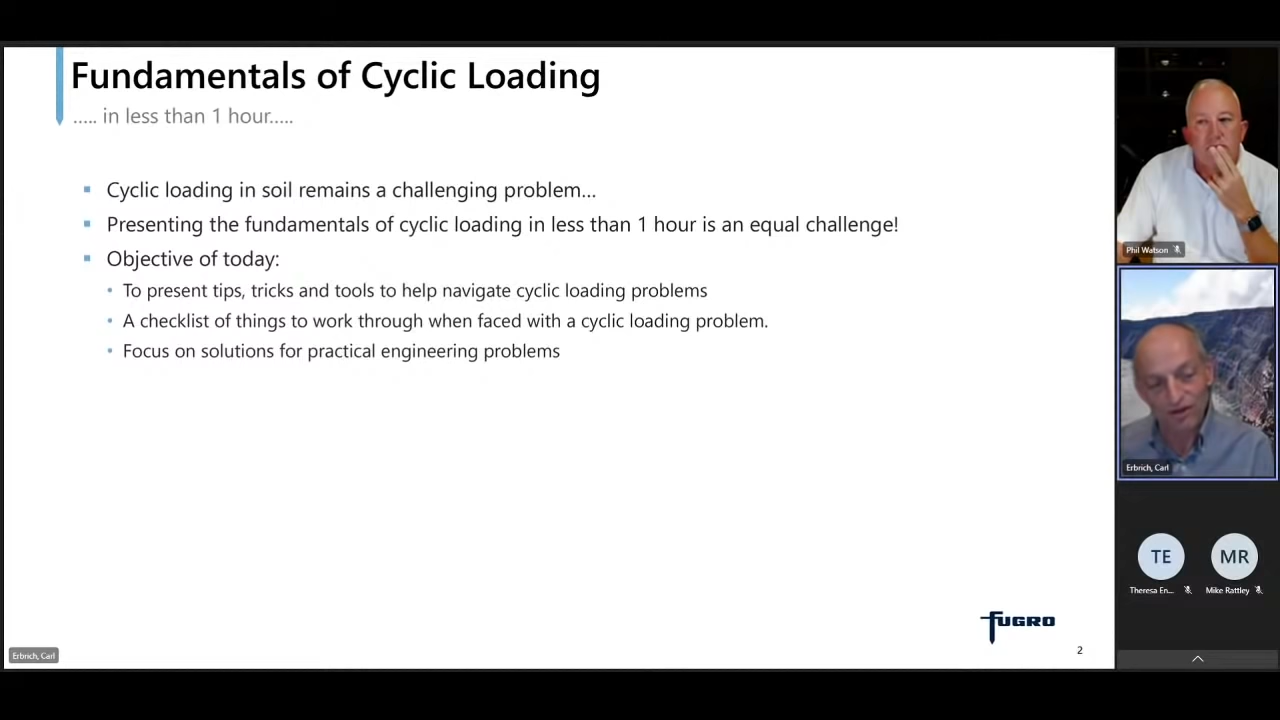 Fundamentals of Cyclic Loading
..... in less than 1 hour.....
Cyclic loading in soil remains a challenging problem...
Presenting the fundamentals of cyclic loading in less than 1 hour is an equal challenge!
Objective of today:
To present tips, tricks and tools to help navigate cyclic loading problems
A checklist of things to work through when faced with a cyclic loading problem.
Focus on solutions for practical engineering problems
FUGRO
2
Erbrich, Carl
Phil Watson
Erbrich, Carl
TE
MR
Theresa En...
Mike Rattley